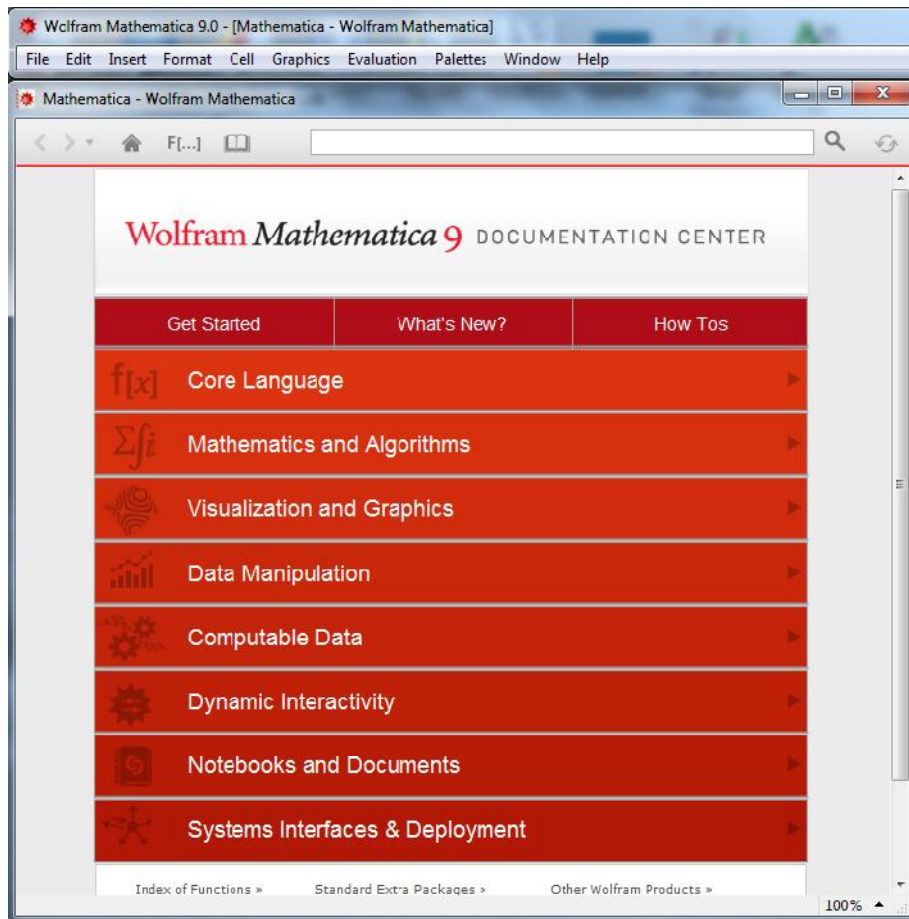 Wolfram Mathematica 9.0 - [Mathematica - Wolfram Mathematica]
File Edit Insert Format Cell Graphics Evaluation Palettes Window Help
Mathematica - Wolfram Mathematica
F[...]
Wolfram Mathematica 9 DOCUMENTATION CENTER
Get Started What's New? How Tos
f[x] Core Language
Σ∫i Mathematics and Algorithms
Visualization and Graphics
Data Manipulation
Computable Data
Dynamic Interactivity
Notebooks and Documents
Systems Interfaces & Deployment
Index of Functions » Standard Extra Packages » Other Wolfram Products »
100%